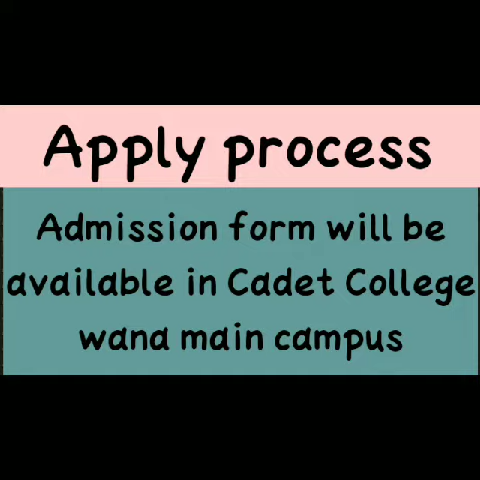 Apply process
Admission form will be
available in Cadet College
wana main campus